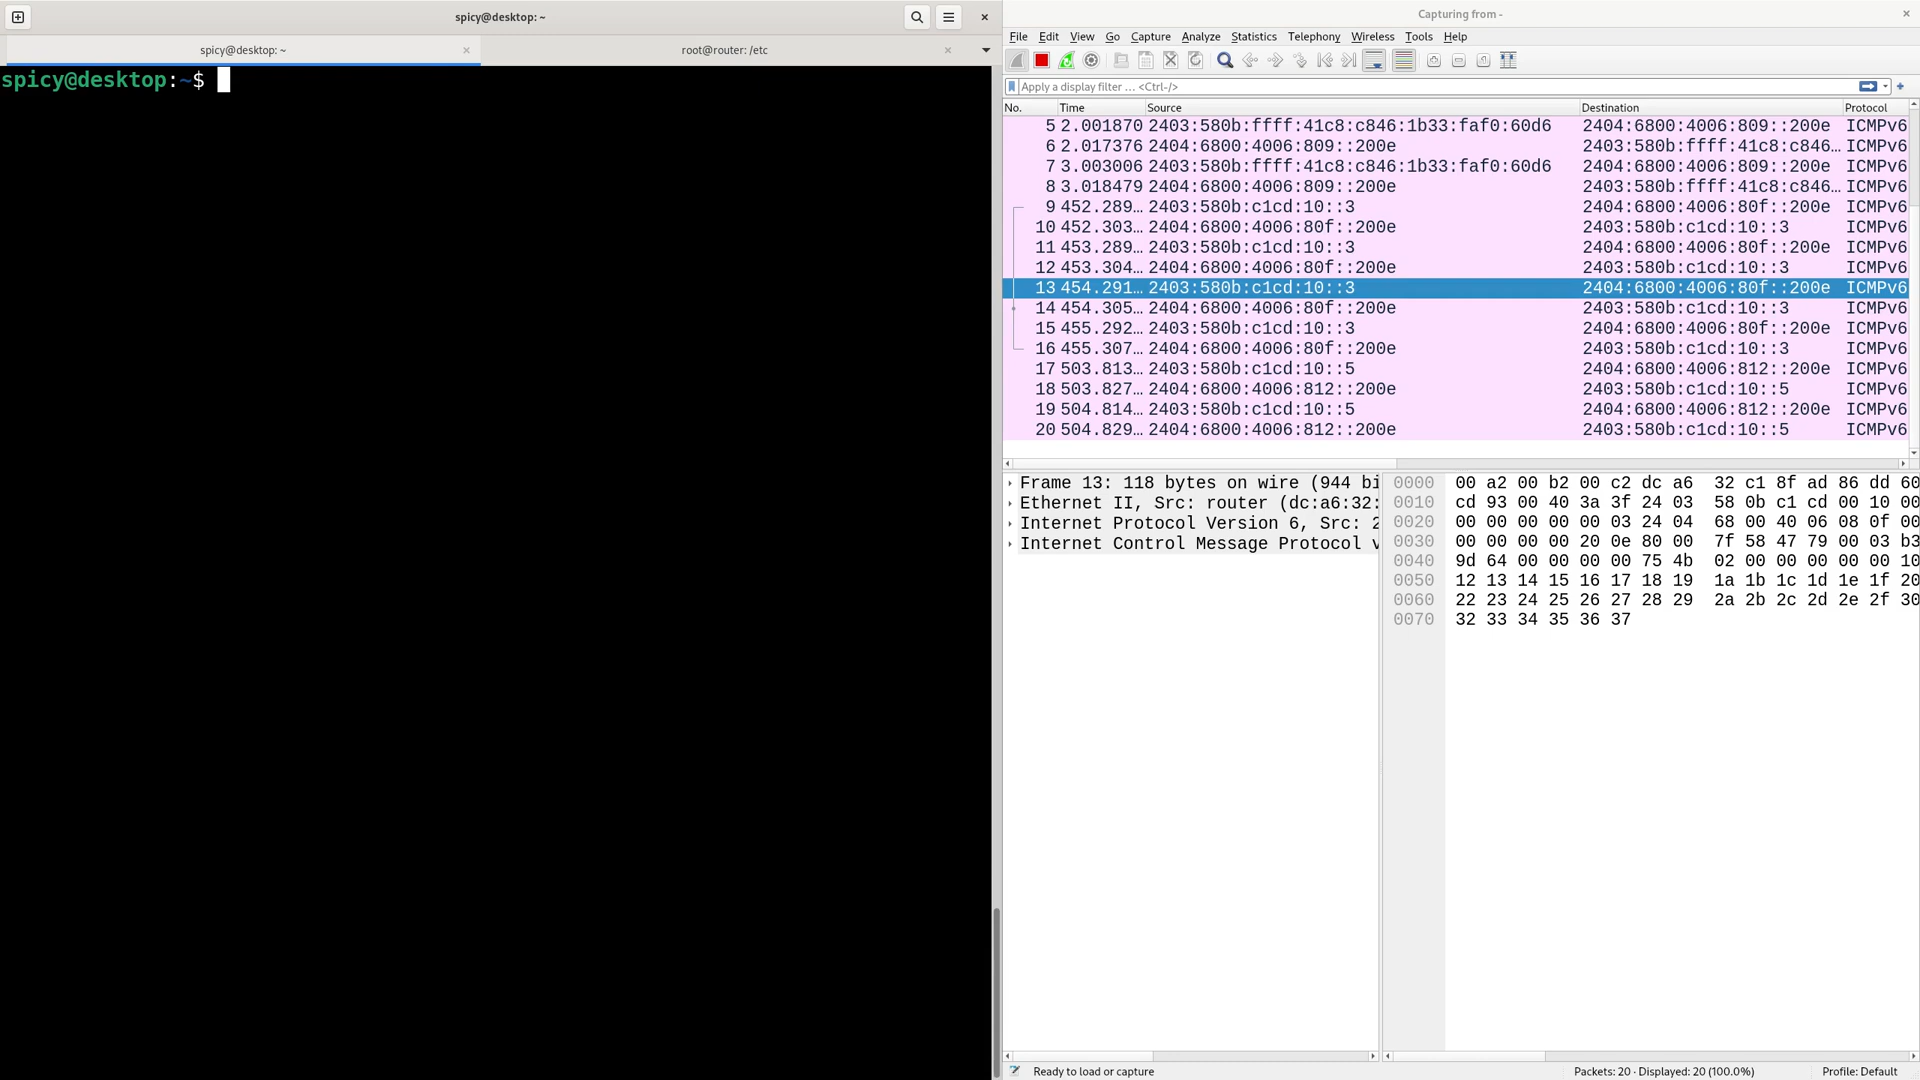 spicy@desktop: ~
spicy@desktop: ~
root@router: /etc
spicy@desktop:~$
Capturing from -
File Edit View Go Capture Analyze Statistics Telephony Wireless Tools Help
Apply a display filter … <Ctrl-/>
No. Time Source Destination Protocol
5 2.001870 2403:580b:ffff:41c8:c846:1b33:faf0:60d6 2404:6800:4006:809::200e ICMPv6
6 2.017376 2404:6800:4006:809::200e 2403:580b:ffff:41c8:c846… ICMPv6
7 3.003006 2403:580b:ffff:41c8:c846:1b33:faf0:60d6 2404:6800:4006:809::200e ICMPv6
8 3.018479 2404:6800:4006:809::200e 2403:580b:ffff:41c8:c846… ICMPv6
9 452.289… 2403:580b:c1cd:10::3 2404:6800:4006:80f::200e ICMPv6
10 452.303… 2404:6800:4006:80f::200e 2403:580b:c1cd:10::3 ICMPv6
11 453.289… 2403:580b:c1cd:10::3 2404:6800:4006:80f::200e ICMPv6
12 453.304… 2404:6800:4006:80f::200e 2403:580b:c1cd:10::3 ICMPv6
13 454.291… 2403:580b:c1cd:10::3 2404:6800:4006:80f::200e ICMPv6
14 454.305… 2404:6800:4006:80f::200e 2403:580b:c1cd:10::3 ICMPv6
15 455.292… 2403:580b:c1cd:10::3 2404:6800:4006:80f::200e ICMPv6
16 455.307… 2404:6800:4006:80f::200e 2403:580b:c1cd:10::3 ICMPv6
17 503.813… 2403:580b:c1cd:10::5 2404:6800:4006:812::200e ICMPv6
18 503.827… 2404:6800:4006:812::200e 2403:580b:c1cd:10::5 ICMPv6
19 504.814… 2403:580b:c1cd:10::5 2404:6800:4006:812::200e ICMPv6
20 504.829… 2404:6800:4006:812::200e 2403:580b:c1cd:10::5 ICMPv6
Frame 13: 118 bytes on wire (944 bi
Ethernet II, Src: router (dc:a6:32:
Internet Protocol Version 6, Src: 2
Internet Control Message Protocol v
0000 00 a2 00 b2 00 c2 dc a6 32 c1 8f ad 86 dd 60
0010 cd 93 00 40 3a 3f 24 03 58 0b c1 cd 00 10 00
0020 00 00 00 00 00 03 24 04 68 00 40 06 08 0f 00
0030 00 00 00 00 20 0e 80 00 7f 58 47 79 00 03 b3
0040 9d 64 00 00 00 00 75 4b 02 00 00 00 00 00 10
0050 12 13 14 15 16 17 18 19 1a 1b 1c 1d 1e 1f 20
0060 22 23 24 25 26 27 28 29 2a 2b 2c 2d 2e 2f 30
0070 32 33 34 35 36 37
Ready to load or capture
Packets: 20 · Displayed: 20 (100.0%)
Profile: Default